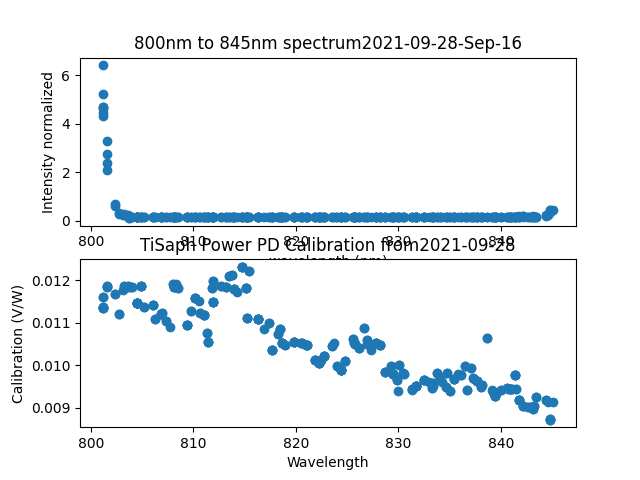 800nm to 845nm spectrum2021-09-28-Sep-16
6
4
2
0
Intensity normalized
800 810 820 830 840
wavelength (nm)
TiSaph Power PD Calibration from2021-09-28
0.012
0.011
0.010
0.009
Calibration (V/W)
800 810 820 830 840
Wavelength